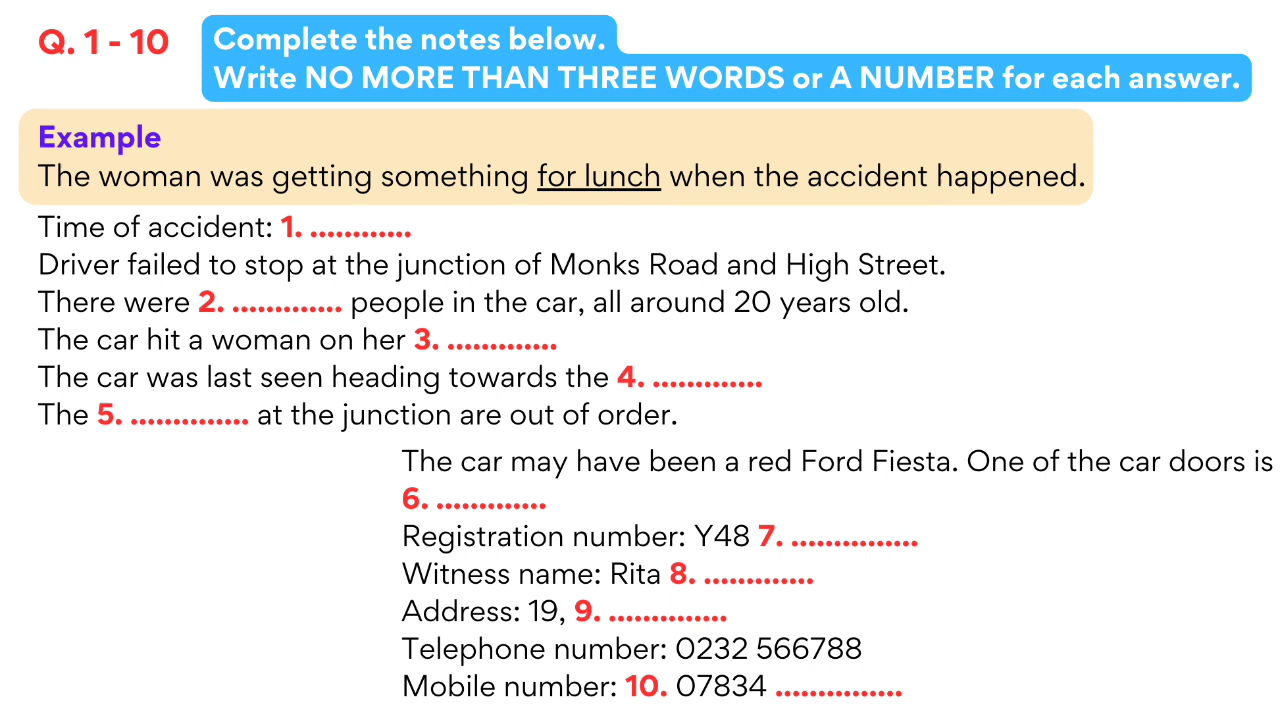 Q. 1 - 10
Complete the notes below.
Write NO MORE THAN THREE WORDS or A NUMBER for each answer.
Example
The woman was getting something for lunch when the accident happened.
Time of accident: 1. ............
Driver failed to stop at the junction of Monks Road and High Street.
There were 2. ............. people in the car, all around 20 years old.
The car hit a woman on her 3. .............
The car was last seen heading towards the 4. .............
The 5. .............. at the junction are out of order.
The car may have been a red Ford Fiesta. One of the car doors is
6. .............
Registration number: Y48 7. ...............
Witness name: Rita 8. .............
Address: 19, 9. ..............
Telephone number: 0232 566788
Mobile number: 10. 07834 ...............